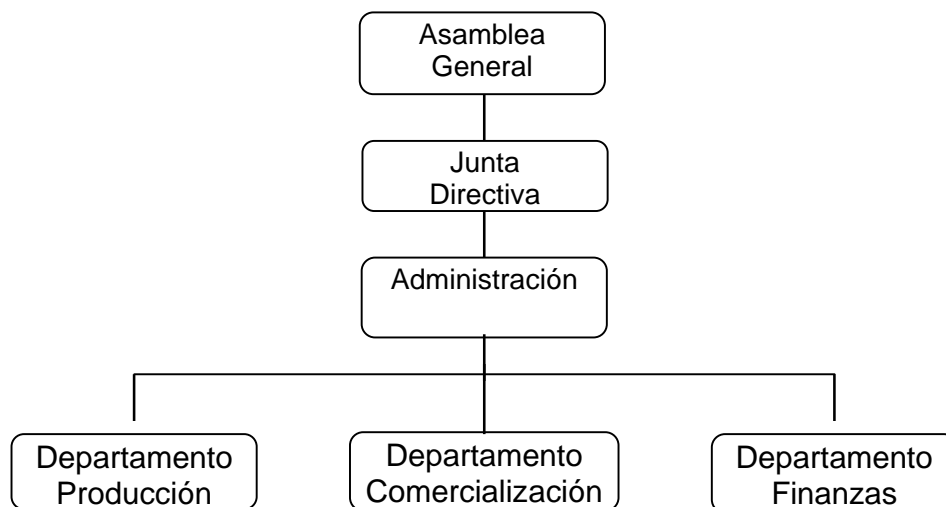 Asamblea
General
Junta
Directiva
Administración
Departamento
Producción
Departamento
Comercialización
Departamento
Finanzas